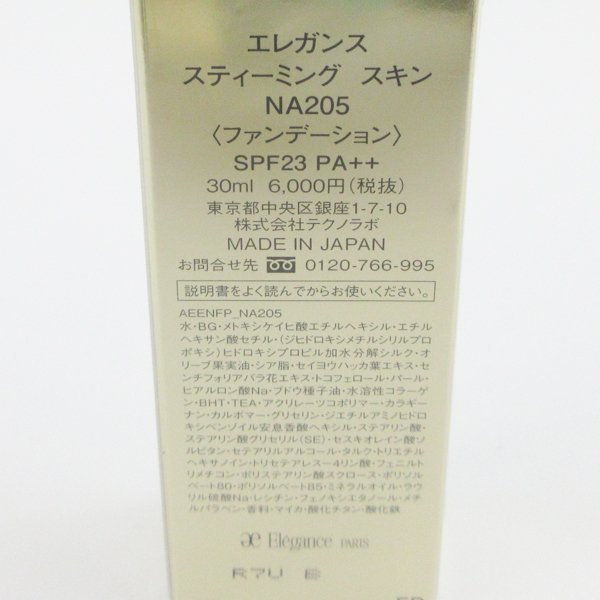 エレガンス
スティーミング スキン
NA205
〈ファンデーション〉
SPF23 PA++
30ml 6,000円(税抜)
東京都中央区銀座1-7-10
株式会社テクノラボ
MADE IN JAPAN
お問合せ先 0120-766-995
説明書をよく読んでからお使いください。
AEENFP_NA205
水・BG・メトキシケイヒ酸エチルヘキシル・エチル
ヘキサン酸セチル・(ジヒドロキシメチルシリルプロ
ポキシ)ヒドロキシプロピル加水分解シルク・オ
リーブ果実油・シア脂・セイヨウハッカ葉エキス・セ
ンチフォリアバラ花エキス・トコフェロール・パール・
ヒアルロン酸Na・ブドウ種子油・水溶性コラーゲ
ン・BHT・TEA・アクリレーツコポリマー・カラギー
ナン・カルボマー・グリセリン・ジエチルアミノヒドロ
キシベンゾイル安息香酸ヘキシル・ステアリン酸・
ステアリン酸グリセリル(SE)・セスキオレイン酸ソ
ルビタン・セテアリルアルコール・タルク・トリエチル
ヘキサノイン・トリセテアレス-4リン酸・フェニルト
リメチコン・ポリステアリン酸スクロース・ポリソル
ベート60・ポリソルベート85・ミネラルオイル・ラウ
リル硫酸Na・レシチン・フェノキシエタノール・メチ
ルパラベン・香料・マイカ・酸化チタン・酸化鉄
æ Elégance PARIS
R7U E